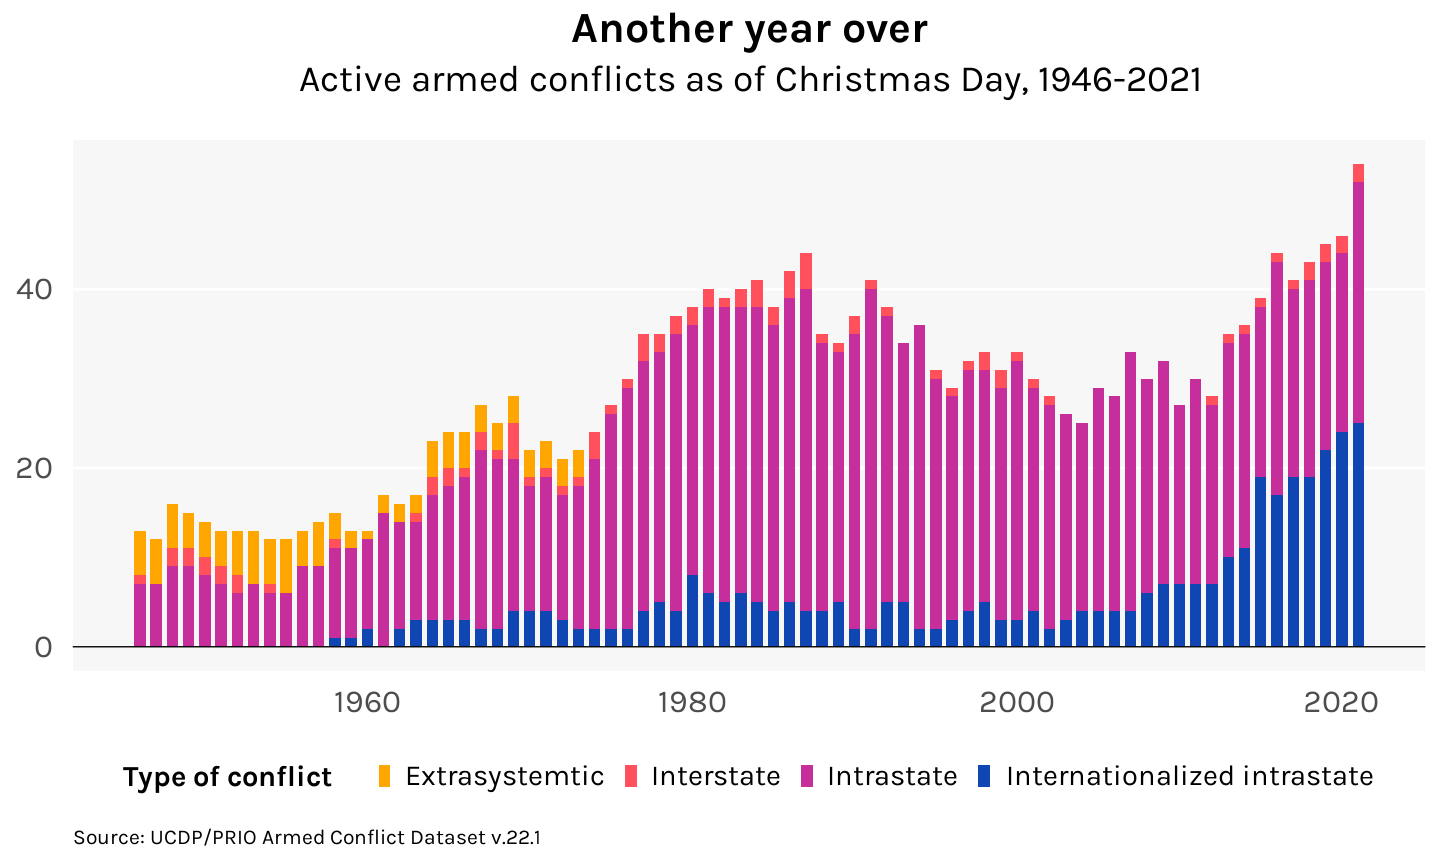 Another year over
Active armed conflicts as of Christmas Day, 1946-2021
40
20
0
1960 1980 2000 2020
Type of conflict Extrasystemtic Interstate Intrastate Internationalized intrastate
Source: UCDP/PRIO Armed Conflict Dataset v.22.1